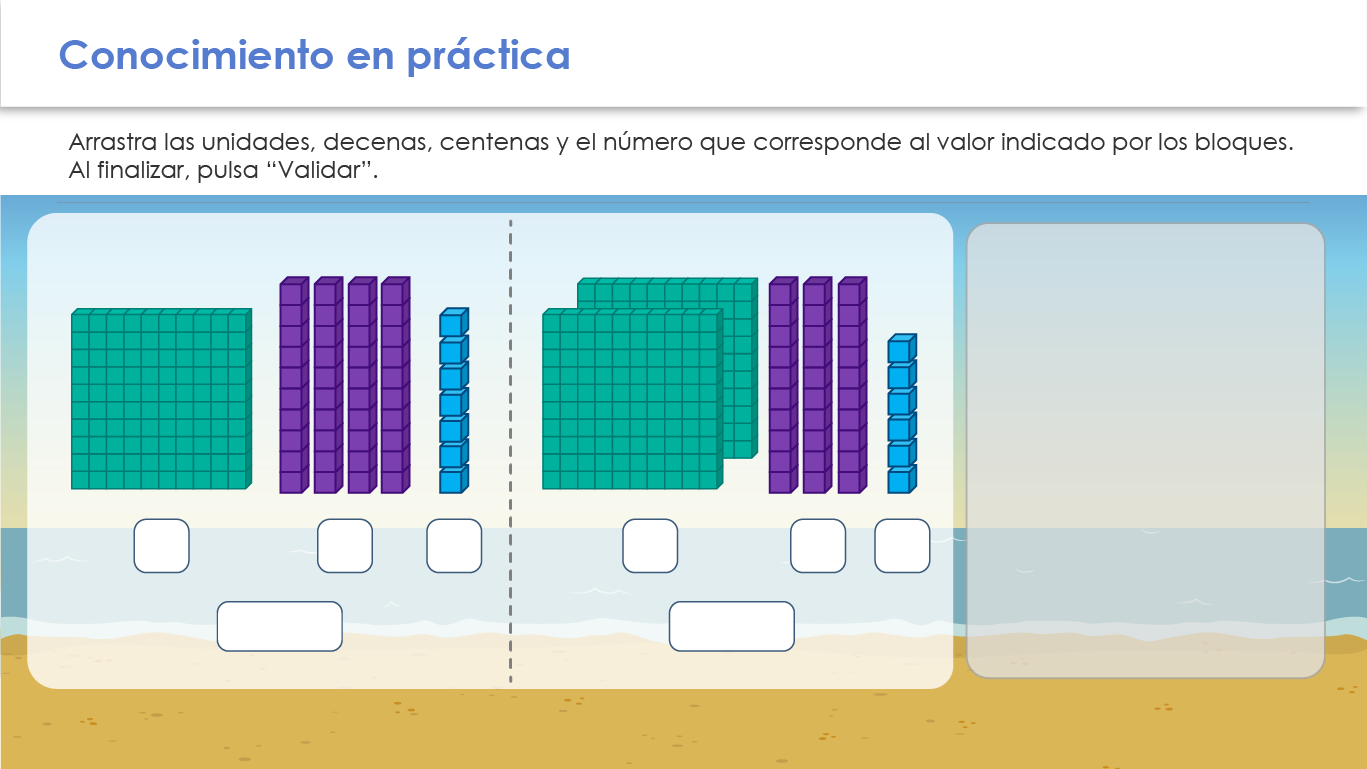 Conocimiento en práctica
Arrastra las unidades, decenas, centenas y el número que corresponde al valor indicado por los bloques.
Al finalizar, pulsa “Validar”.